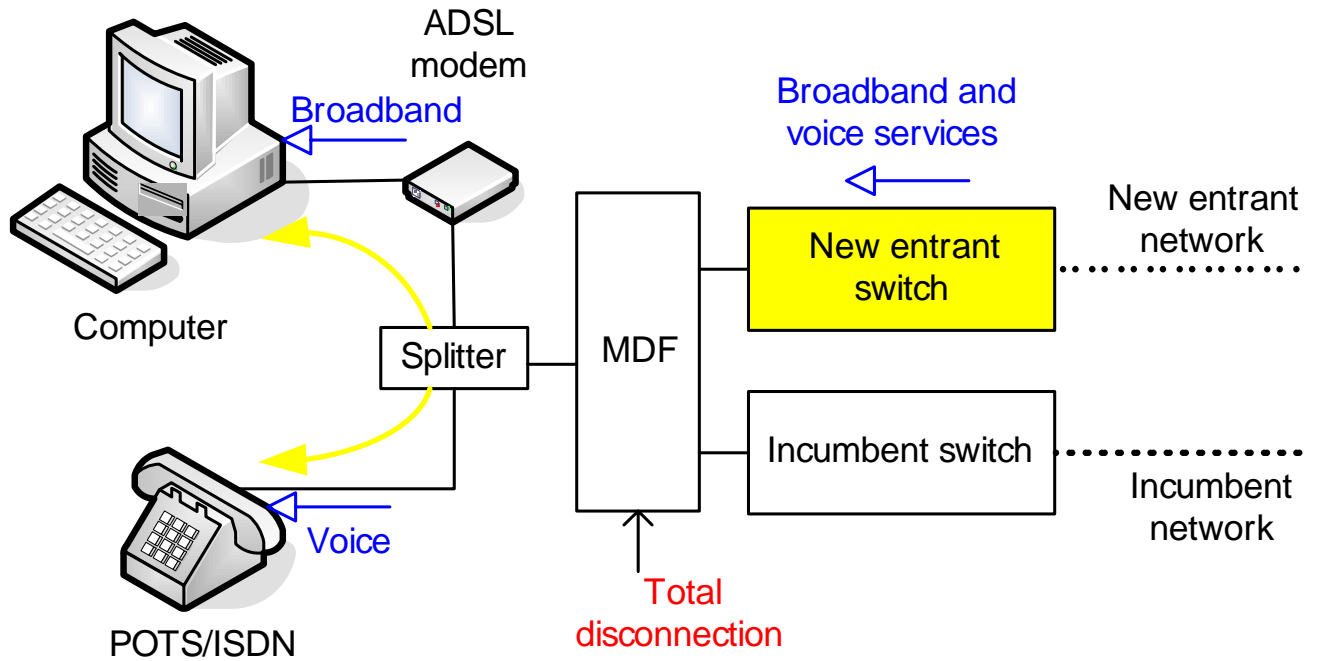 ADSL
modem
Broadband
Broadband and
voice services
New entrant
network
New entrant
switch
Computer
Splitter
MDF
Incumbent switch
Incumbent
network
Voice
Total
disconnection
POTS/ISDN